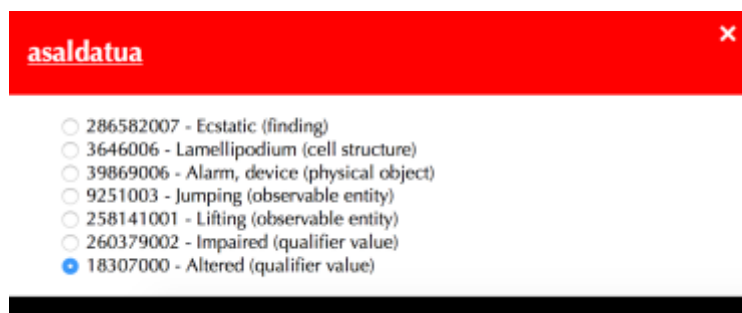 asaldatua
×
286582007 - Ecstatic (finding)
3646006 - Lamellipodium (cell structure)
39869006 - Alarm, device (physical object)
9251003 - Jumping (observable entity)
258141001 - Lifting (observable entity)
260379002 - Impaired (qualifier value)
18307000 - Altered (qualifier value)